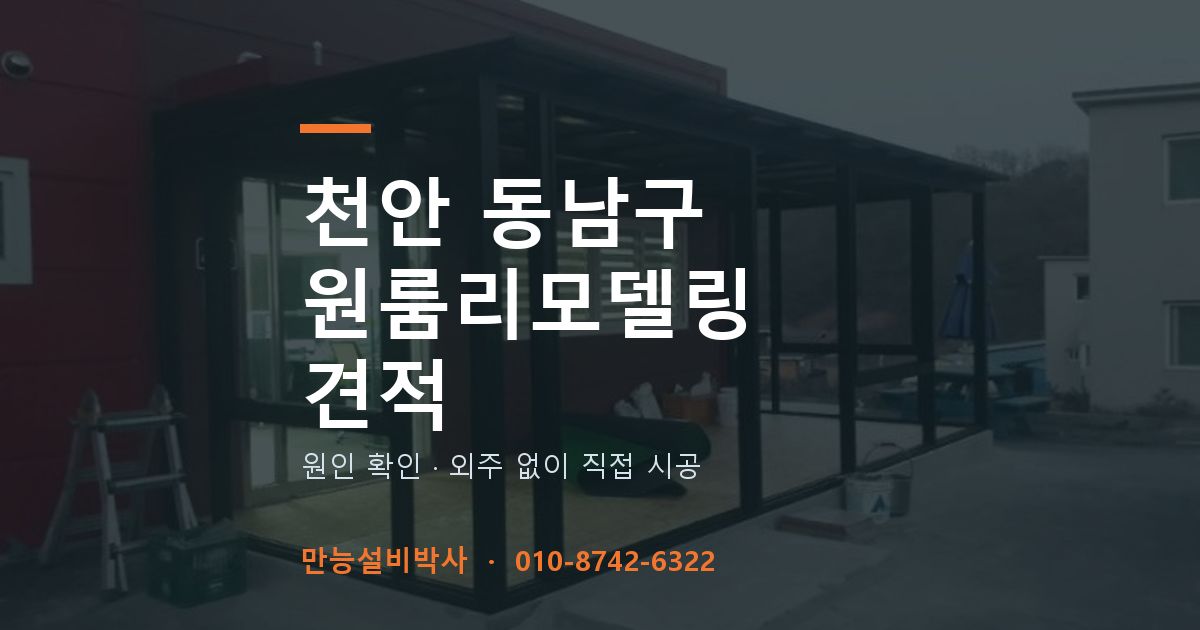 천안 동남구
원룸리모델링
견적
원인 확인 · 외주 없이 직접 시공
만능설비박사 · 010-8742-6322